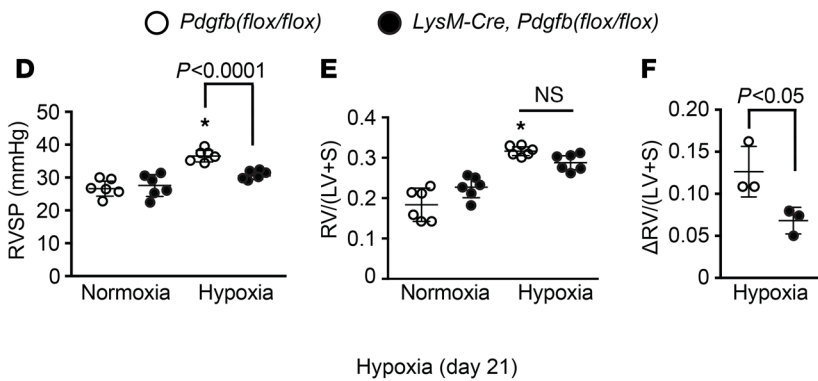 Pdgfb(flox/flox) LysM-Cre, Pdgfb(flox/flox)
D
P<0.0001
RVSP (mmHg)
50
40
30
20
10
0
*
Normoxia Hypoxia
E
NS
RV/(LV+S)
0.4
0.3
0.2
0.1
0
*
Normoxia Hypoxia
F
P<0.05
ΔRV/(LV+S)
0.20
0.15
0.10
0.05
0
Hypoxia
Hypoxia (day 21)